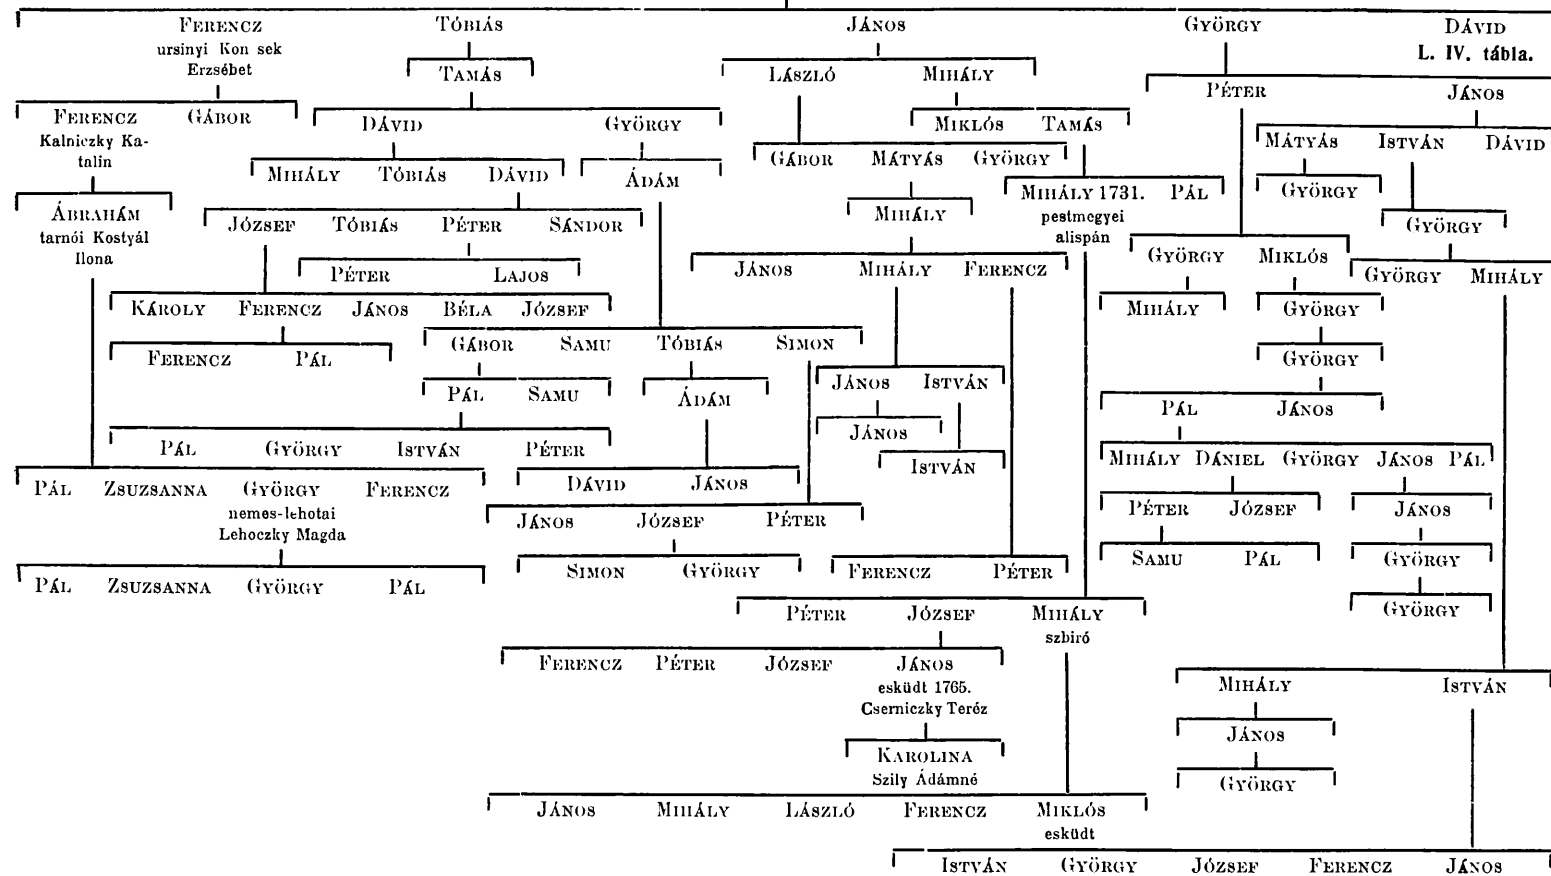 FERENCZ TÓBIÁS JÁNOS GYÖRGY DÁVID
ursinyi Kon sek
Erzsébet
L. IV. tábla.
TAMÁS LÁSZLÓ MIHÁLY
PÉTER JÁNOS
FERENCZ GÁBOR DÁVID GYÖRGY MIKLÓS TAMÁS
Kalniczky Ka-
talin
MÁTYÁS ISTVÁN DÁVID
MIHÁLY TÓBIÁS DÁVID ÁDÁM GÁBOR MÁTYÁS GYÖRGY
MIHÁLY 1731. PÁL GYÖRGY
pestmegyei
alispán
ÁBRAHÁM
tarnói Kostyál
Ilona
JÓZSEF TÓBIÁS PÉTER SÁNDOR MIHÁLY GYÖRGY
GYÖRGY MIKLÓS
PÉTER LAJOS JÁNOS MIHÁLY FERENCZ GYÖRGY MIHÁLY
KÁROLY FERENCZ JÁNOS BÉLA JÓZSEF MIHÁLY GYÖRGY
FERENCZ PÁL GÁBOR SAMU TÓBIÁS SIMON GYÖRGY
PÁL SAMU ÁDÁM JÁNOS ISTVÁN PÁL JÁNOS
JÁNOS
PÁL GYÖRGY ISTVÁN PÉTER ISTVÁN MIHÁLY DÁNIEL GYÖRGY JÁNOS PÁL
PÁL ZSUZSANNA GYÖRGY FERENCZ DÁVID JÁNOS
nemes-lehotai
Lehoczky Magda
JÁNOS JÓZSEF PÉTER PÉTER JÓZSEF JÁNOS
SIMON GYÖRGY FERENCZ PÉTER SAMU PÁL GYÖRGY
PÁL ZSUZSANNA GYÖRGY PÁL
GYÖRGY
PÉTER JÓZSEF MIHÁLY
szbiró
FERENCZ PÉTER JÓZSEF JÁNOS
esküdt 1765.
Cserniczky Teréz
MIHÁLY ISTVÁN
JÁNOS
KAROLINA
Szily Ádámné
GYÖRGY
JÁNOS MIHÁLY LÁSZLÓ FERENCZ MIKLÓS
esküdt
ISTVÁN GYÖRGY JÓZSEF FERENCZ JÁNOS